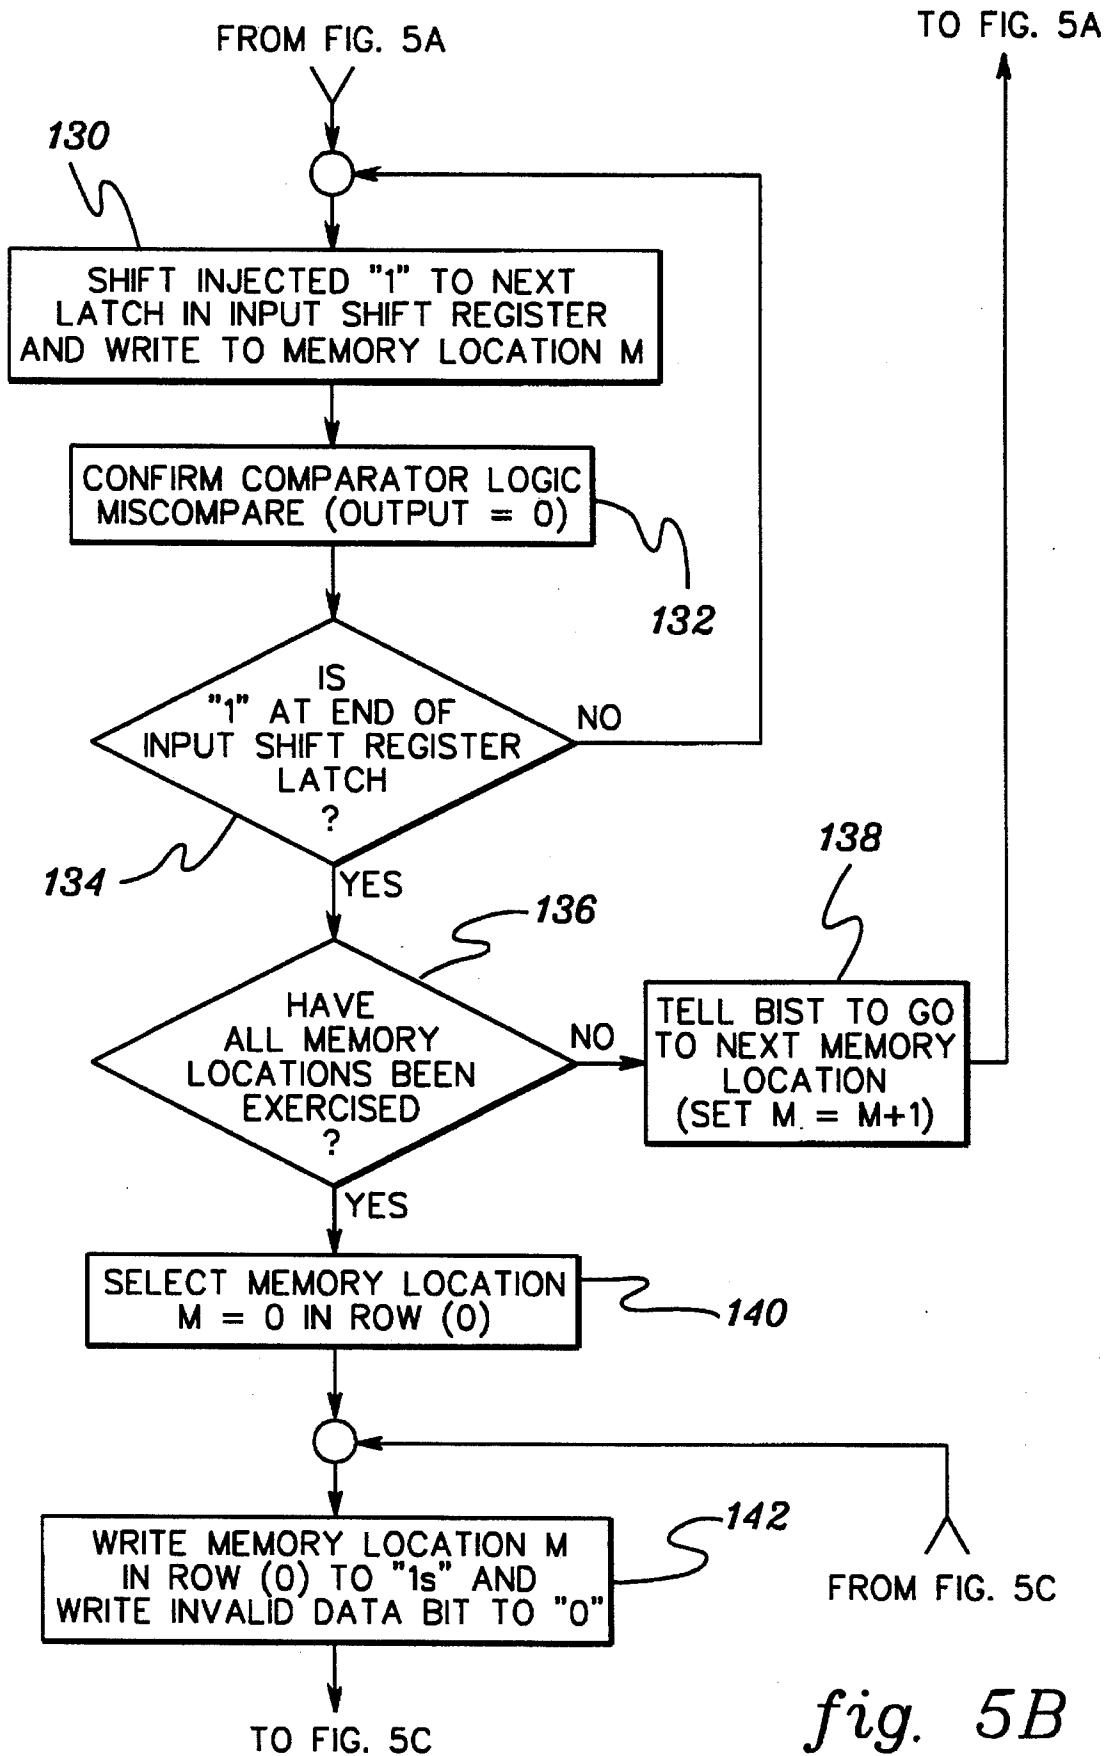 FROM FIG. 5A
TO FIG. 5A
130
SHIFT INJECTED "1" TO NEXT
LATCH IN INPUT SHIFT REGISTER
AND WRITE TO MEMORY LOCATION M
CONFIRM COMPARATOR LOGIC
MISCOMPARE (OUTPUT = 0)
132
IS
"1" AT END OF
INPUT SHIFT REGISTER
LATCH
?
NO
134
YES
136
138
HAVE
ALL MEMORY
LOCATIONS BEEN
EXERCISED
?
NO
TELL BIST TO GO
TO NEXT MEMORY
LOCATION
(SET M = M+1)
YES
SELECT MEMORY LOCATION
M = 0 IN ROW (0)
140
142
WRITE MEMORY LOCATION M
IN ROW (0) TO "1s" AND
WRITE INVALID DATA BIT TO "0"
FROM FIG. 5C
TO FIG. 5C
fig. 5B